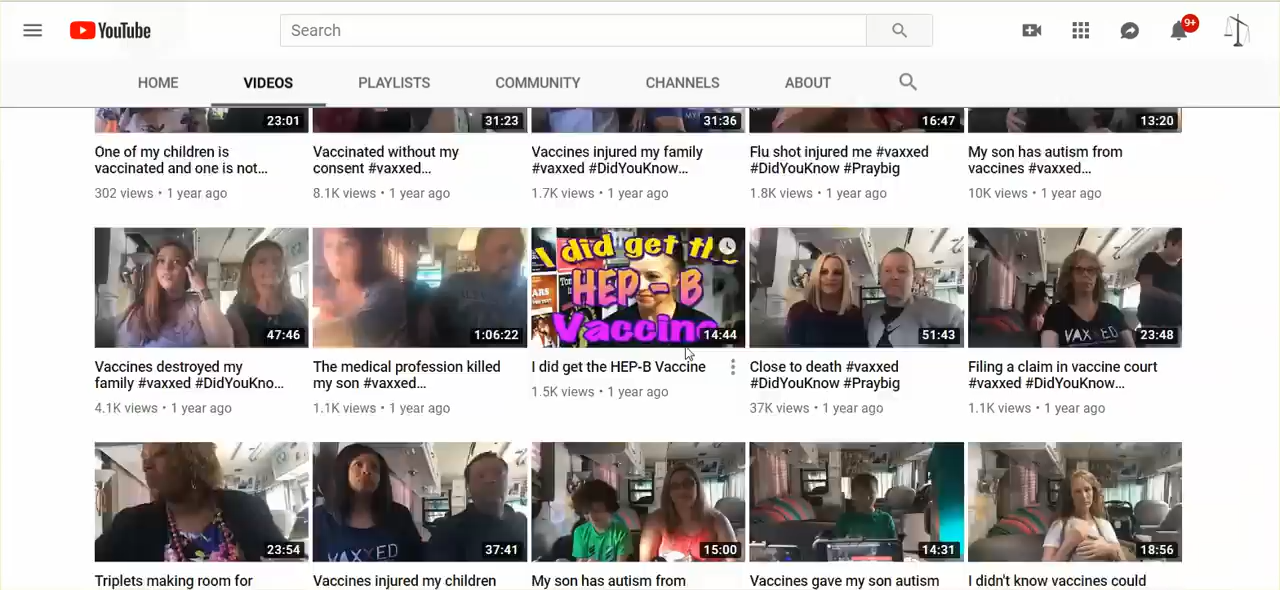 YouTube
Search
9+
HOME
VIDEOS
PLAYLISTS
COMMUNITY
CHANNELS
ABOUT
23:01
31:23
31:36
16:47
13:20
One of my children is
vaccinated and one is not...
302 views • 1 year ago
Vaccinated without my
consent #vaxxed...
8.1K views • 1 year ago
Vaccines injured my family
#vaxxed #DidYouKnow...
1.7K views • 1 year ago
Flu shot injured me #vaxxed
#DidYouKnow #Praybig
1.8K views • 1 year ago
My son has autism from
vaccines #vaxxed...
10K views • 1 year ago
47:46
1:06:22
I did get th
HEP-B
Vaccin
14:44
51:43
VAXXED
23:48
Vaccines destroyed my
family #vaxxed #DidYouKno...
4.1K views • 1 year ago
The medical profession killed
my son #vaxxed...
1.1K views • 1 year ago
I did get the HEP-B Vaccine
1.5K views • 1 year ago
Close to death #vaxxed
#DidYouKnow #Praybig
37K views • 1 year ago
Filing a claim in vaccine court
#vaxxed #DidYouKnow...
1.1K views • 1 year ago
23:54
VAXXED
37:41
15:00
14:31
18:56
Triplets making room for
Vaccines injured my children
My son has autism from
Vaccines gave my son autism
I didn't know vaccines could